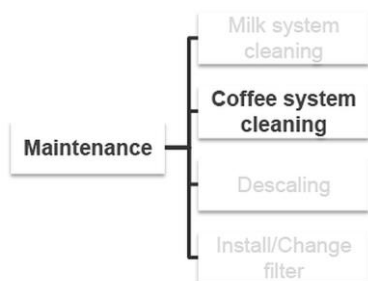 Milk system
cleaning
Coffee system
cleaning
Maintenance
Descaling
Install/Change
filter